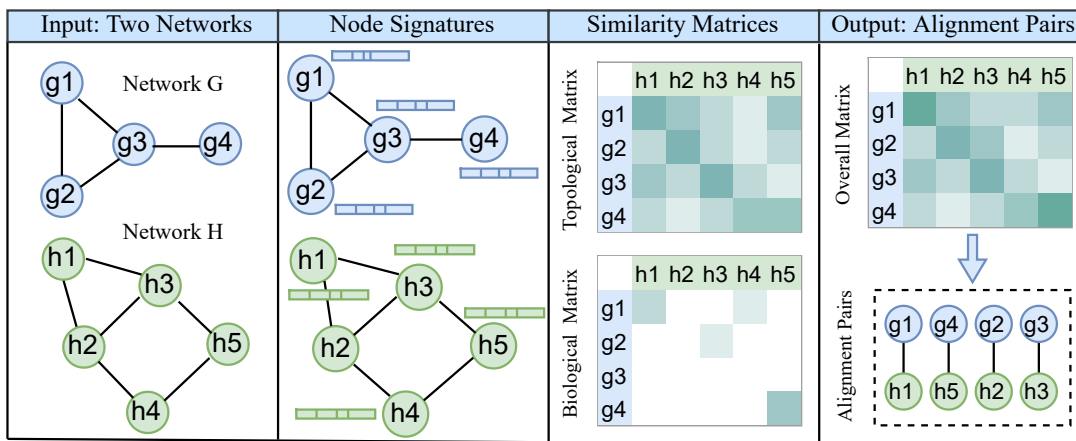 Input: Two Networks
Node Signatures
Similarity Matrices
Output: Alignment Pairs
Network G
g1
g2
g3
g4
Network H
h1
h2
h3
h4
h5
g1
g2
g3
g4
h1
h2
h3
h4
h5
Topological Matrix
h1 h2 h3 h4 h5
g1
g2
g3
g4
Biological Matrix
h1 h2 h3 h4 h5
g1
g2
g3
g4
Overall Matrix
h1 h2 h3 h4 h5
g1
g2
g3
g4
Alignment Pairs
g1 g4 g2 g3
h1 h5 h2 h3